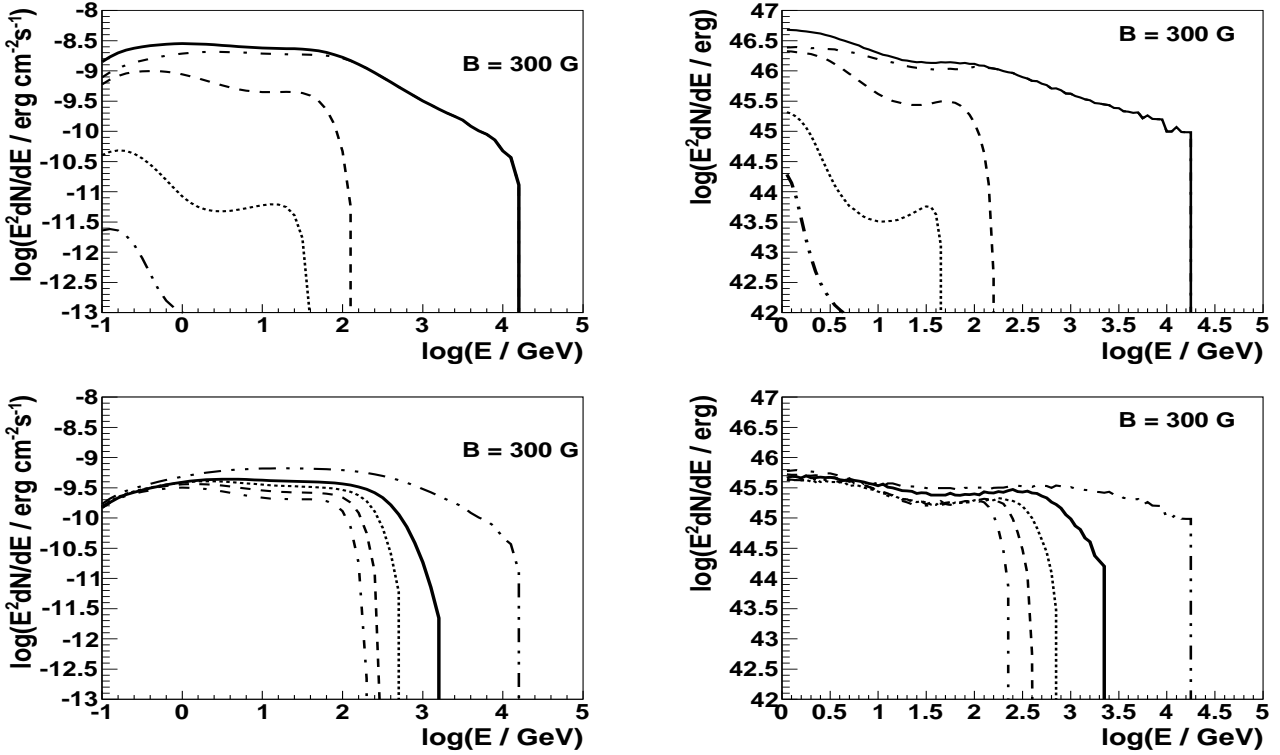 log(E²dN/dE / erg cm⁻²s⁻¹)
-8
-8.5
-9
-9.5
-10
-10.5
-11
-11.5
-12
-12.5
-13
B = 300 G
-1 0 1 2 3 4 5
log(E / GeV)
log(E²dN/dE / erg)
47
46.5
46
45.5
45
44.5
44
43.5
43
42.5
42
B = 300 G
0 0.5 1 1.5 2 2.5 3 3.5 4 4.5 5
log(E / GeV)
log(E²dN/dE / erg cm⁻²s⁻¹)
-8
-8.5
-9
-9.5
-10
-10.5
-11
-11.5
-12
-12.5
-13
B = 300 G
-1 0 1 2 3 4 5
log(E / GeV)
log(E²dN/dE / erg)
47
46.5
46
45.5
45
44.5
44
43.5
43
42.5
42
B = 300 G
0 0.5 1 1.5 2 2.5 3 3.5 4 4.5 5
log(E / GeV)